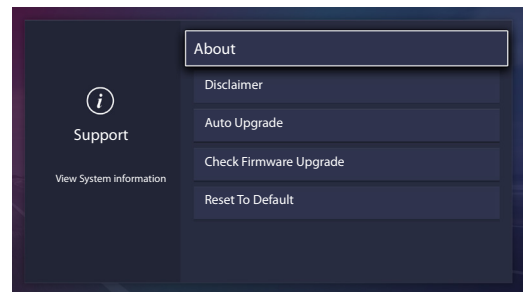 Support
View System information
About
Disclaimer
Auto Upgrade
Check Firmware Upgrade
Reset To Default